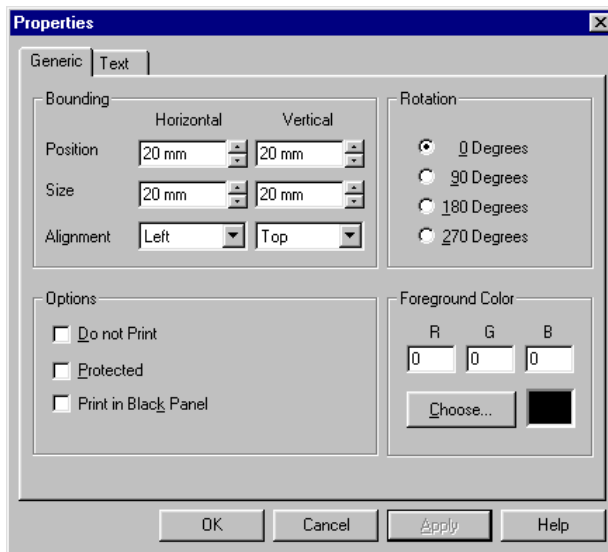 Properties
Generic Text
Bounding
Horizontal Vertical
Position 20 mm 20 mm
Size 20 mm 20 mm
Alignment Left Top
Rotation
0 Degrees
90 Degrees
180 Degrees
270 Degrees
Options
Do not Print
Protected
Print in Black Panel
Foreground Color
R G B
0 0 0
Choose...
OK Cancel Apply Help